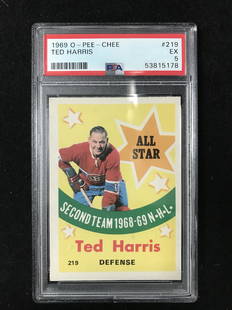 1969 O-PEE-CHEE #219
TED HARRIS EX
PSA 5
53815178
ALL
STAR
SECOND TEAM 1968-69 N-H-L-
Ted Harris
219 DEFENSE